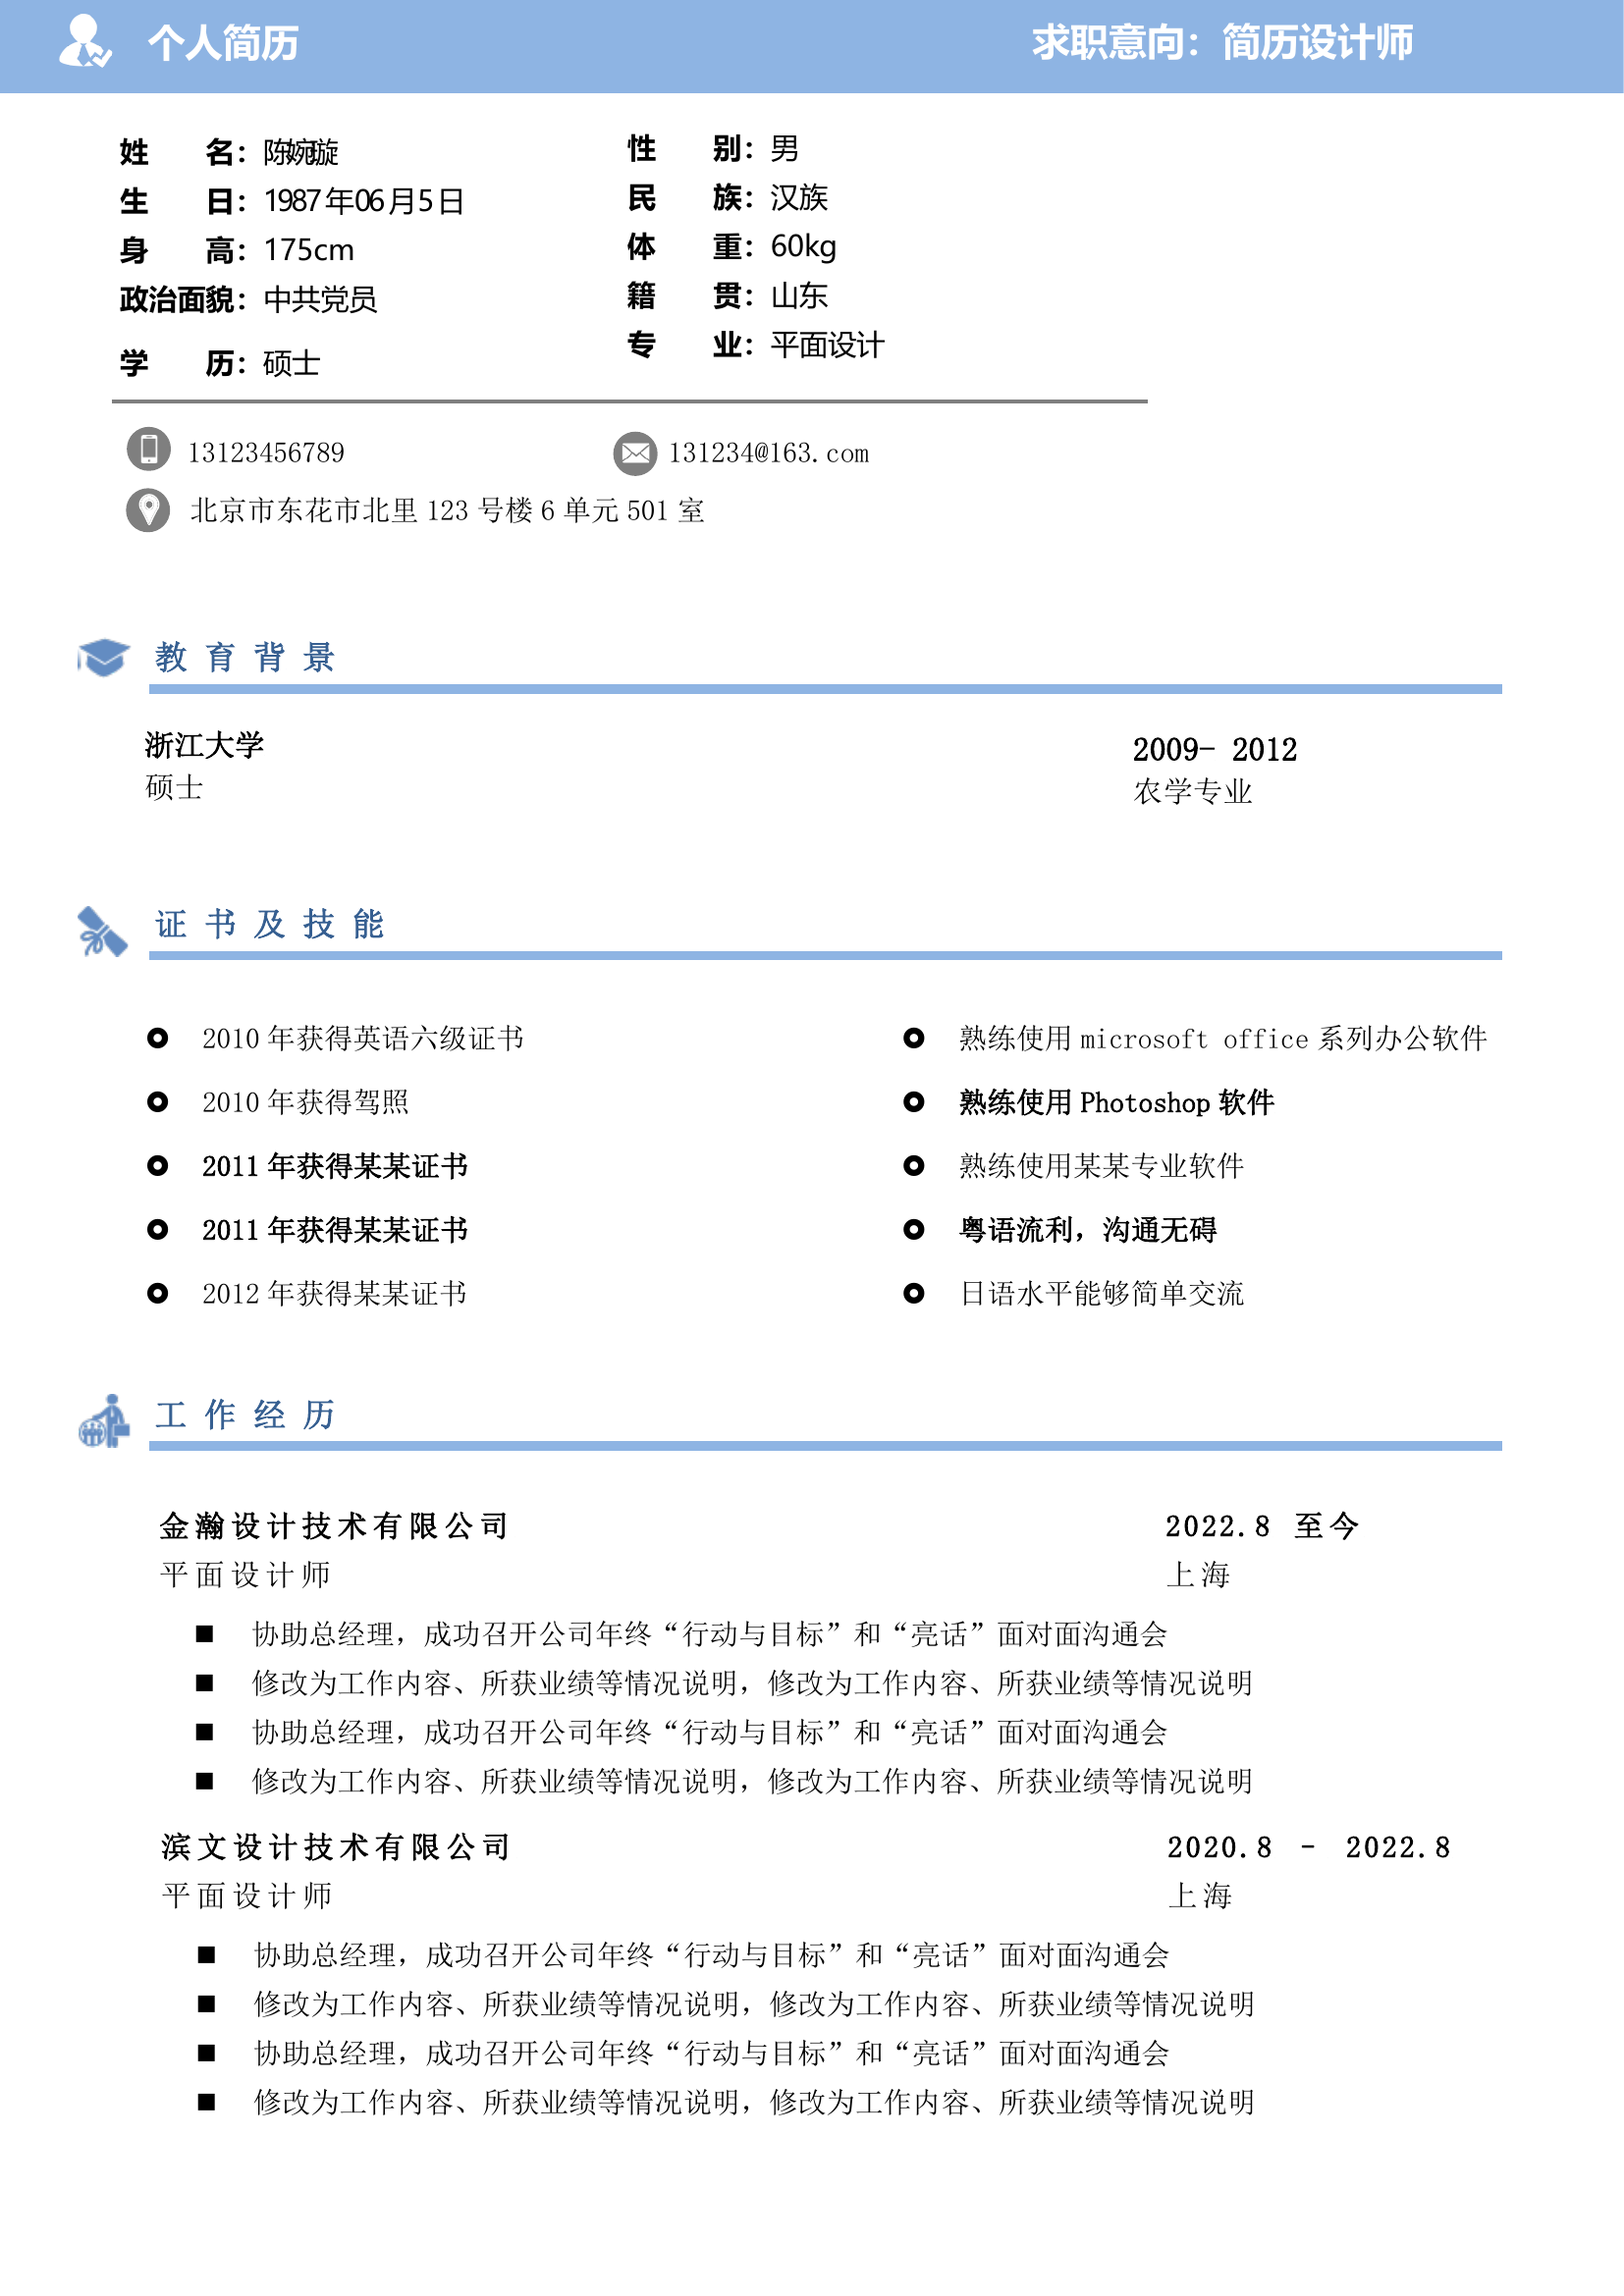 个人简历 求职意向：简历设计师
姓 名：陈婉璇 性 别：男
生 日：1987年06月5日 民 族：汉族
身 高：175cm 体 重：60kg
政治面貌：中共党员 籍 贯：山东
学 历：硕士 专 业：平面设计
13123456789 131234@163.com
北京市东花市北里 123 号楼 6 单元 501 室
教育背景
浙江大学 2009- 2012
硕士 农学专业
证书及技能
2010 年获得英语六级证书 熟练使用 microsoft office 系列办公软件
2010 年获得驾照 熟练使用 Photoshop 软件
2011 年获得某某证书 熟练使用某某专业软件
2011 年获得某某证书 粤语流利，沟通无碍
2012 年获得某某证书 日语水平能够简单交流
工作经历
金瀚设计技术有限公司 2022.8 至今
平面设计师 上海
■ 协助总经理，成功召开公司年终“行动与目标”和“亮话”面对面沟通会
■ 修改为工作内容、所获业绩等情况说明，修改为工作内容、所获业绩等情况说明
■ 协助总经理，成功召开公司年终“行动与目标”和“亮话”面对面沟通会
■ 修改为工作内容、所获业绩等情况说明，修改为工作内容、所获业绩等情况说明
滨文设计技术有限公司 2020.8 – 2022.8
平面设计师 上海
■ 协助总经理，成功召开公司年终“行动与目标”和“亮话”面对面沟通会
■ 修改为工作内容、所获业绩等情况说明，修改为工作内容、所获业绩等情况说明
■ 协助总经理，成功召开公司年终“行动与目标”和“亮话”面对面沟通会
■ 修改为工作内容、所获业绩等情况说明，修改为工作内容、所获业绩等情况说明